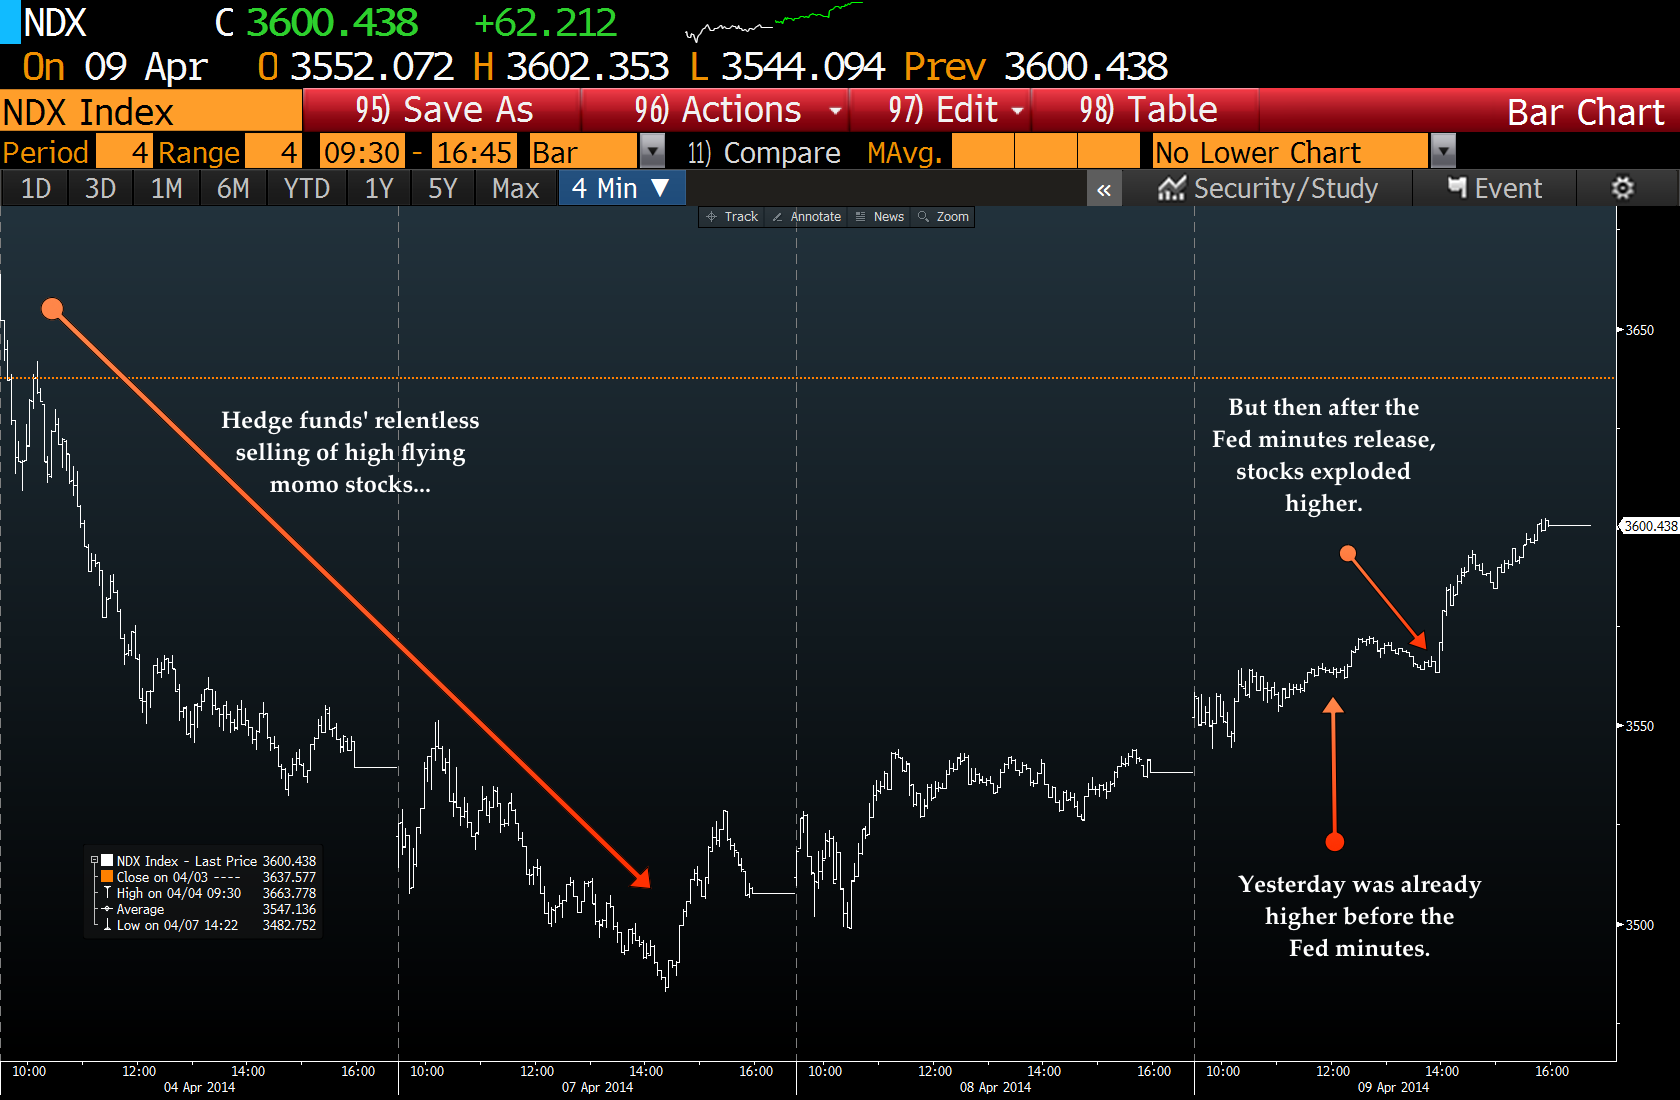 NDX C 3600.438 +62.212
On 09 Apr O 3552.072 H 3602.353 L 3544.094 Prev 3600.438
NDX Index 95) Save As 96) Actions 97) Edit 98) Table Bar Chart
Period 4 Range 4 09:30 - 16:45 Bar 11) Compare MAvg. No Lower Chart
1D 3D 1M 6M YTD 1Y 5Y Max 4 Min ▼ « Security/Study Event
Track Annotate News Zoom
3650
But then after the
Fed minutes release,
stocks exploded
higher.
Hedge funds' relentless
selling of high flying
momo stocks...
3600.438
3550
NDX Index - Last Price 3600.438
Close on 04/03 ---- 3637.577
High on 04/04 09:30 3663.778
Average 3547.136
Low on 04/07 14:22 3482.752
Yesterday was already
higher before the
Fed minutes.
3500
10:00 12:00 14:00 16:00 10:00 12:00 14:00 16:00 10:00 12:00 14:00 16:00 10:00 12:00 14:00 16:00
04 Apr 2014 07 Apr 2014 08 Apr 2014 09 Apr 2014